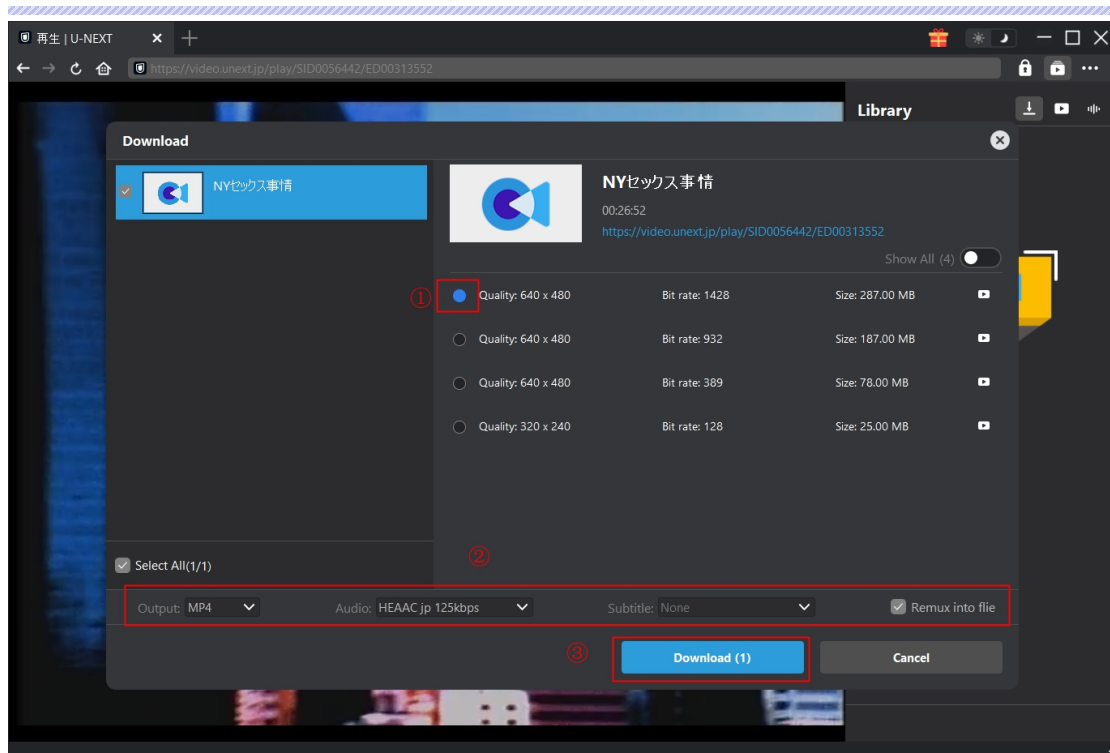 再生 | U-NEXT
https://video.unext.jp/play/SID0056442/ED00313552
Library
Download
NYセックス事情
NYセックス事情
00:26:52
https://video.unext.jp/play/SID0056442/ED00313552
Show All (4)
① Quality: 640 x 480 Bit rate: 1428 Size: 287.00 MB
Quality: 640 x 480 Bit rate: 932 Size: 187.00 MB
Quality: 640 x 480 Bit rate: 389 Size: 78.00 MB
Quality: 320 x 240 Bit rate: 128 Size: 25.00 MB
②
Select All(1/1)
Output: MP4 Audio: HEAAC jp 125kbps Subtitle: None Remux into flie
③ Download (1) Cancel